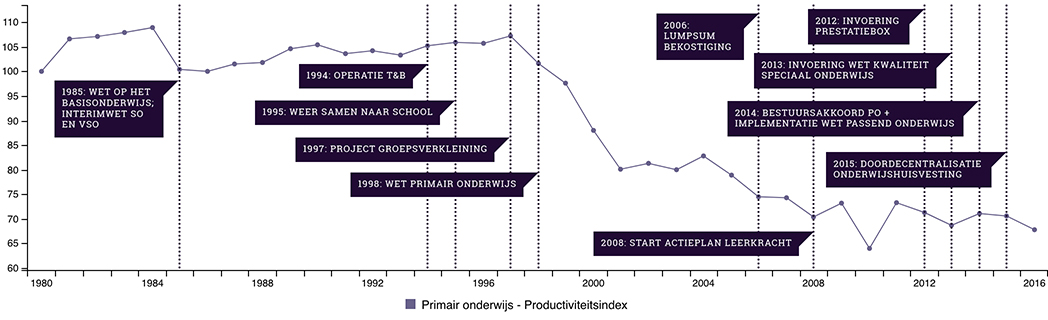 110
105
100
95
90
85
80
75
70
65
60
1985: WET OP HET
BASISONDERWIJS;
INTERIMWET SO
EN VSO
1994: OPERATIE T&B
1995: WEER SAMEN NAAR SCHOOL
1997: PROJECT GROEPSVERKLEINING
1998: WET PRIMAIR ONDERWIJS
2006:
LUMPSUM
BEKOSTIGING
2008: START ACTIEPLAN LEERKRACHT
2012: INVOERING
PRESTATIEBOX
2013: INVOERING WET KWALITEIT
SPECIAAL ONDERWIJS
2014: BESTUURSAKKOORD PO +
IMPLEMENTATIE WET PASSEND ONDERWIJS
2015: DOORDECENTRALISATIE
ONDERWIJSHUISVESTING
1980 1984 1988 1992 1996 2000 2004 2008 2012 2016
Primair onderwijs - Productiviteitsindex